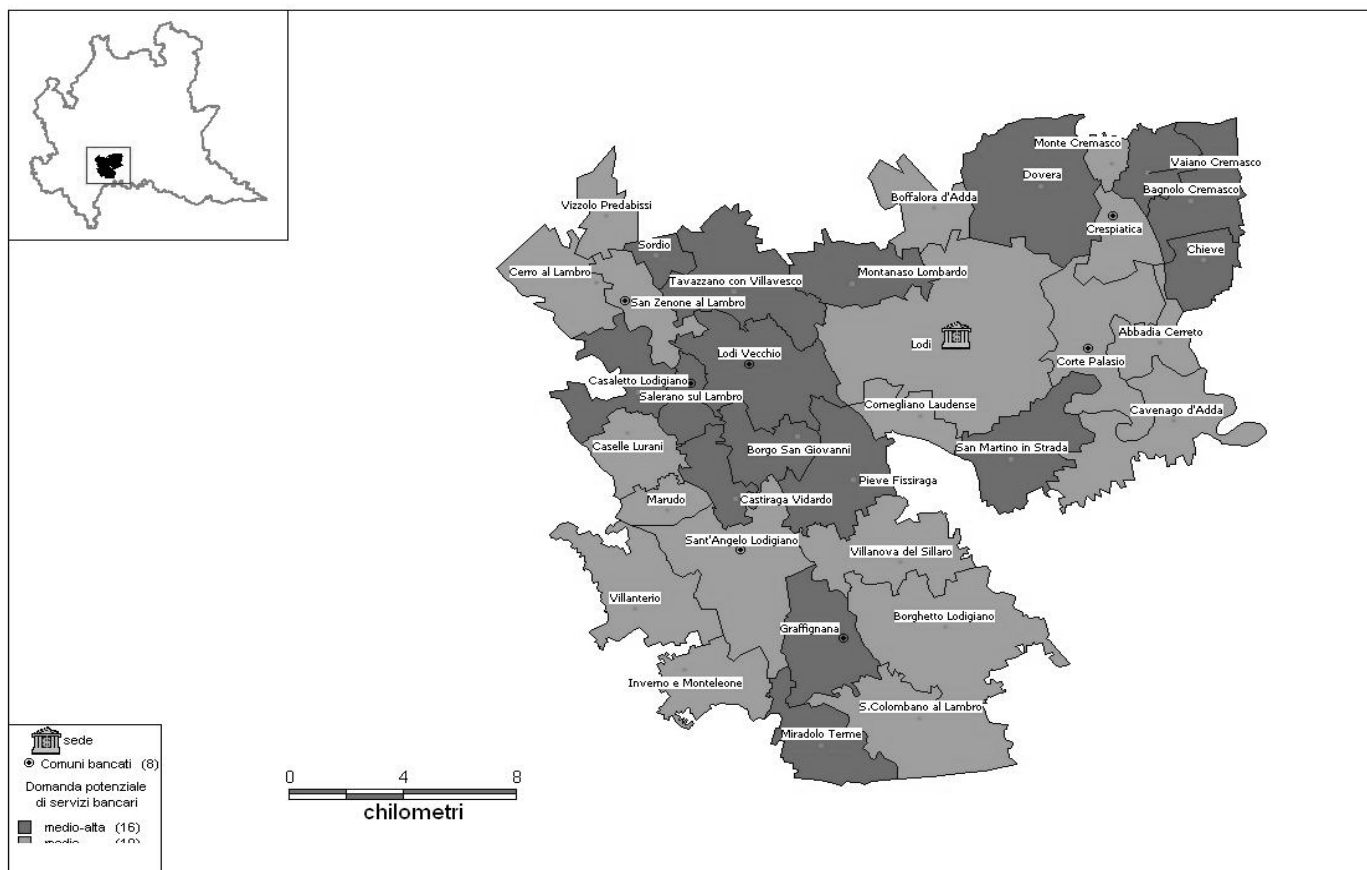 Monte Cremasco
Vaiano Cremasco
Dovera
Bagnolo Cremasco
Boffalora d'Adda
Vizzolo Predabissi
Crespiatica
Sordio
Chieve
Cerro al Lambro
Montanaso Lombardo
Tavazzano con Villavesco
San Zenone al Lambro
Abbadia Cerreto
Lodi
Lodi Vecchio
Corte Palasio
Casaletto Lodigiano
Salerano sul Lambro
Cornegliano Laudense
Cavenago d'Adda
Caselle Lurani
Borgo San Giovanni
San Martino in Strada
Pieve Fissiraga
Marudo
Castiraga Vidardo
Sant'Angelo Lodigiano
Villanova del Sillaro
Villanterio
Borghetto Lodigiano
Graffignana
Inverno e Monteleone
S.Colombano al Lambro
Miradolo Terme
sede
Comuni bancati (8)
Domanda potenziale
di servizi bancari
medio-alta (16)
0 4 8
chilometri